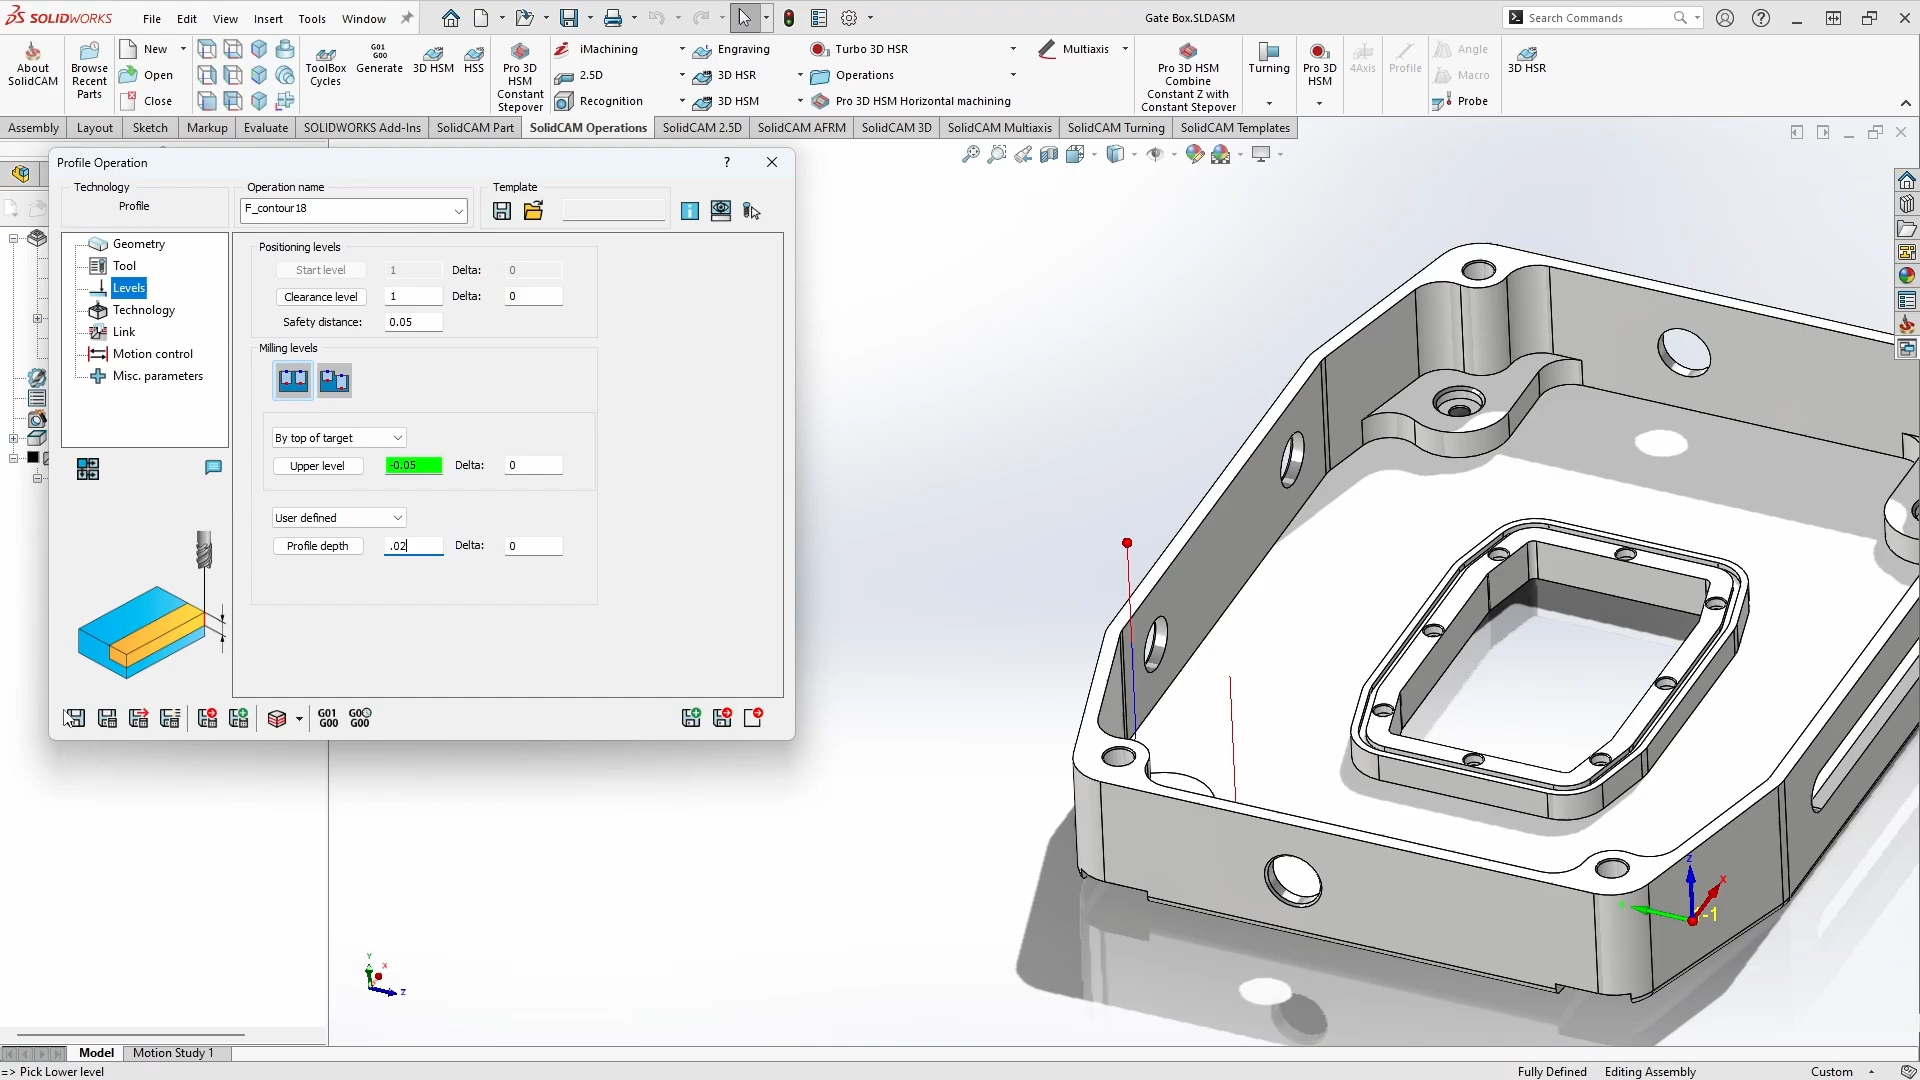 SOLIDWORKS
File
Edit
View
Insert
Tools
Window
Gate Box.SLDASM
Search Commands
About SolidCAM
Browse Recent Parts
New
Open
Close
ToolBox Cycles
G01
G00
Generate
3D HSM
HSS
Pro 3D HSM Constant Stepover
iMachining
2.5D
Recognition
Engraving
3D HSR
3D HSM
Turbo 3D HSR
Operations
Pro 3D HSM Horizontal machining
Multiaxis
Pro 3D HSM Combine Constant Z with Constant Stepover
Turning
Pro 3D HSM
4Axis
Profile
Angle
Macro
Probe
3D HSR
Assembly
Layout
Sketch
Markup
Evaluate
SOLIDWORKS Add-Ins
SolidCAM Part
SolidCAM Operations
SolidCAM 2.5D
SolidCAM AFRM
SolidCAM 3D
SolidCAM Multiaxis
SolidCAM Turning
SolidCAM Templates
Profile Operation
?
Technology
Profile
Operation name
F_contour18
Template
Geometry
Tool
Levels
Technology
Link
Motion control
Misc. parameters
Positioning levels
Start level 1 Delta: 0
Clearance level 1 Delta: 0
Safety distance: 0.05
Milling levels
By top of target
Upper level -0.05 Delta: 0
User defined
Profile depth .02 Delta: 0
G01
G00
G00
Z
X
-1
Y
X
Z
Model
Motion Study 1
=> Pick Lower level
Fully Defined
Editing Assembly
Custom